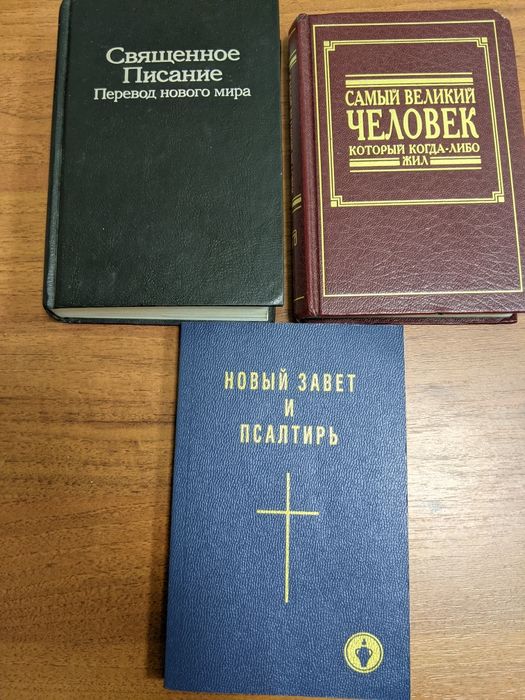 Священное
Писание
Перевод нового мира
САМЫЙ ВЕЛИКИЙ
ЧЕЛОВЕК
КОТОРЫЙ КОГДА-ЛИБО
ЖИЛ
НОВЫЙ ЗАВЕТ
И
ПСАЛТИРЬ